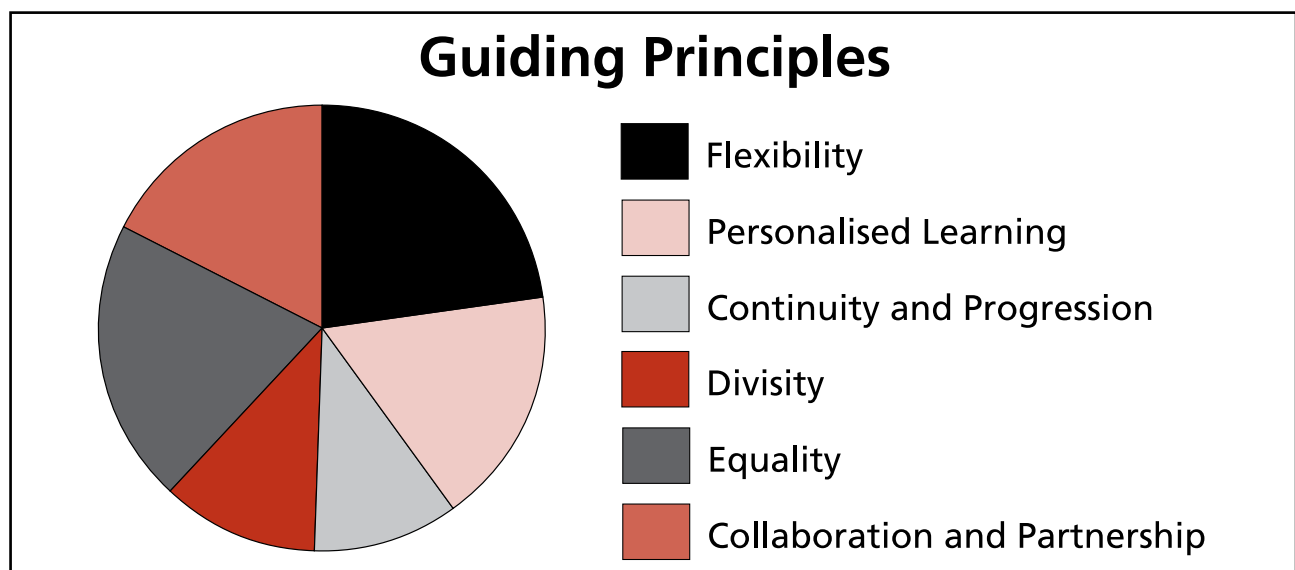 Guiding Principles
Flexibility
Personalised Learning
Continuity and Progression
Divisity
Equality
Collaboration and Partnership